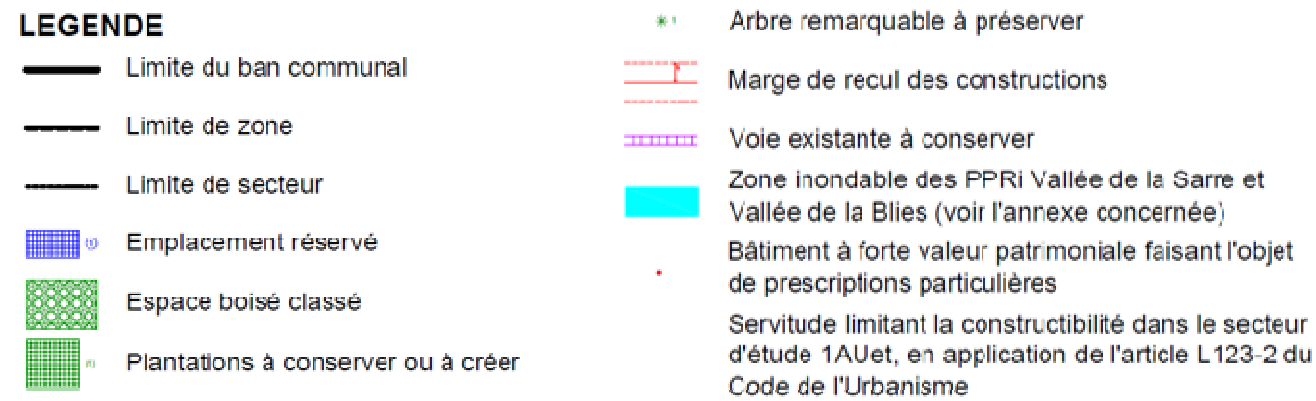 LEGENDE
Limite du ban communal
Limite de zone
Limite de secteur
(1) Emplacement réservé
Espace boisé classé
(1) Plantations à conserver ou à créer
1 Arbre remarquable à préserver
Marge de recul des constructions
Voie existante à conserver
Zone inondable des PPRi Vallée de la Sarre et
Vallée de la Blies (voir l'annexe concernée)
Bâtiment à forte valeur patrimoniale faisant l'objet
de prescriptions particulières
Servitude limitant la constructibilité dans le secteur
d'étude 1AUet, en application de l'article L123-2 du
Code de l'Urbanisme